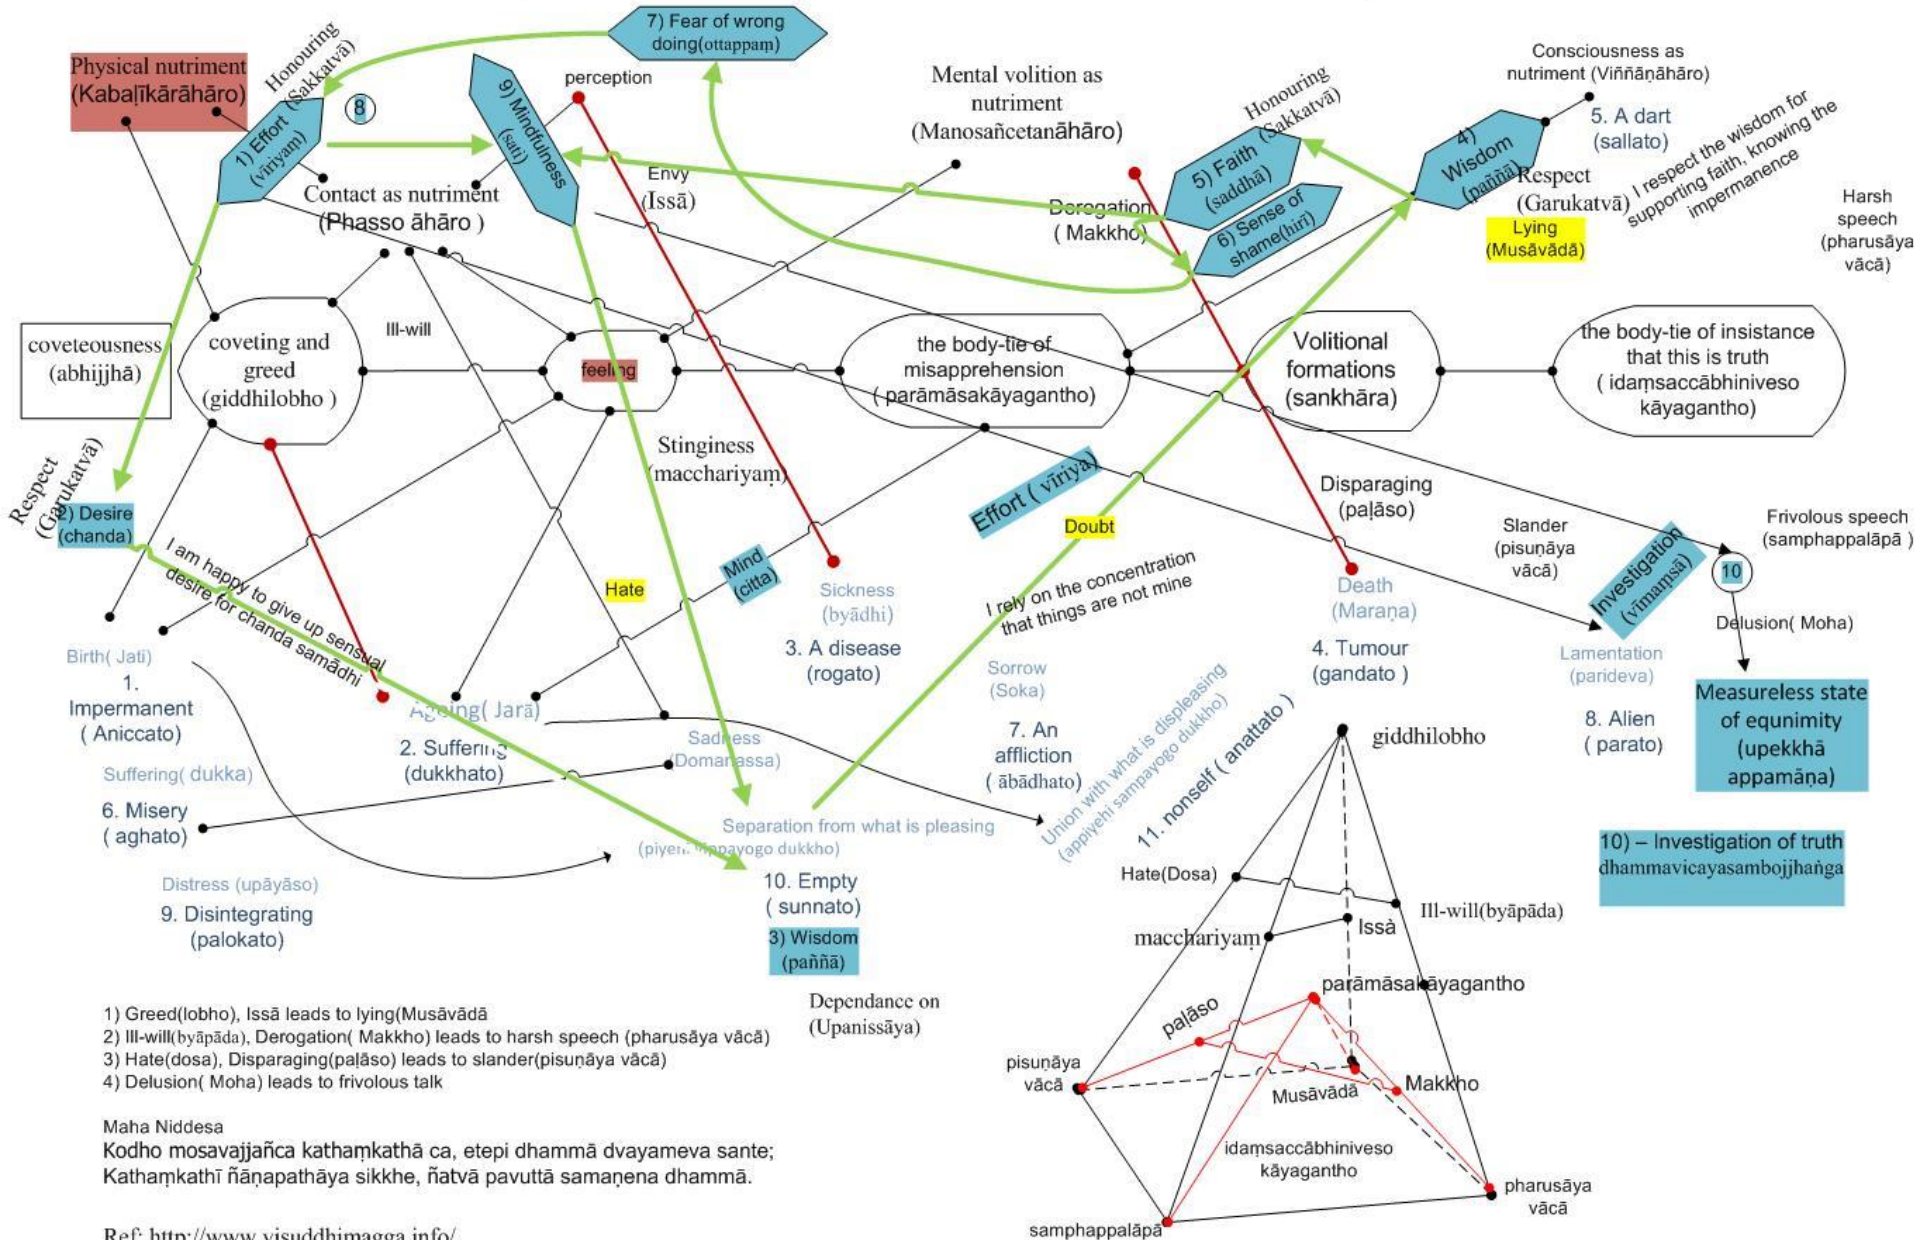 7) Fear of wrong
doing(ottappaṃ)
Physical nutriment
(Kabaḷīkārāhāro)
Honouring
(Sakkatvā)
8
1) Effort
(vīriyaṃ)
9) Mindfulness
(sati)
perception
Mental volition as
nutriment
(Manosañcetanāhāro)
Honouring
(Sakkatvā)
Consciousness as
nutriment (Viññāṇāhāro)
5. A dart
(sallato)
4)
Wisdom
(paññā)
5) Faith
(saddhā)
6) Sense of
shame(hirī)
Respect
(Garukatvā)
I respect the wisdom for
supporting faith, knowing the
impermanence
Lying
(Musāvādā)
Harsh
speech
(pharusāya
vācā)
Contact as nutriment
(Phasso āhāro )
Envy
(Issā)
Derogation
( Makkho)
coveteousness
(abhijjhā)
coveting and
greed
(giddhilobho )
Ill-will
feeling
the body-tie of
misapprehension
( parāmāsakāyagantho)
Volitional
formations
(sankhāra)
the body-tie of insistance
that this is truth
( idaṃsaccābhiniveso
kāyagantho)
Respect
(Garukatvā)
2) Desire
(chanda)
I am happy to give up sensual
desire for chanda samādhi
Stinginess
(macchariyaṃ)
Effort ( vīriya)
Doubt
Disparaging
(paḷāso)
Slander
(pisuṇāya
vācā)
Frivolous speech
(samphappalāpā )
Investigation
(vīmaṃsā)
10
Delusion( Moha)
Hate
Mind
(citta)
Sickness
(byādhi)
3. A disease
(rogato)
I rely on the concentration
that things are not mine
Death
(Maraṇa)
4. Tumour
(gandato )
Lamentation
(parideva)
8. Alien
( parato)
Measureless state
of equnimity
(upekkhā
appamāṇa)
Birth( Jati)
1.
Impermanent
( Aniccato)
Ageing( Jarā)
2. Suffering
(dukkhato)
Sadness
(Domanassa)
Sorrow
(Soka)
7. An
affliction
( ābādhato)
Union with what is displeasing
(appiyehi sampayogo dukkho)
11. nonself ( anattato )
Suffering( dukka)
6. Misery
( aghato)
Separation from what is pleasing
(piyehi vippayogo dukkho)
10. Empty
( sunnato)
3) Wisdom
(paññā)
Dependance on
(Upanissāya)
Distress (upāyāso)
9. Disintegrating
(palokato)
10) – Investigation of truth
dhammavicayasambojjhaṅga
giddhilobho
Hate(Dosa)
Ill-will(byāpāda)
macchariyaṃ
Issà
parāmāsakāyagantho
paḷāso
pisuṇāya
vācā
Musāvādā
Makkho
idaṃsaccābhiniveso
kāyagantho
pharusāya
vācā
samphappalāpā
1) Greed(lobho), Issā leads to lying(Musāvādā
2) Ill-will(byāpāda), Derogation( Makkho) leads to harsh speech (pharusāya vācā)
3) Hate(dosa), Disparaging(paḷāso) leads to slander(pisuṇāya vācā)
4) Delusion( Moha) leads to frivolous talk
Maha Niddesa
Kodho mosavajjañca kathaṃkathā ca, etepi dhammā dvayameva sante;
Kathaṃkathī ñāṇapathāya sikkhe, ñatvā pavuttā samaṇena dhammā.
Ref: http://www.visuddhimagga.info/